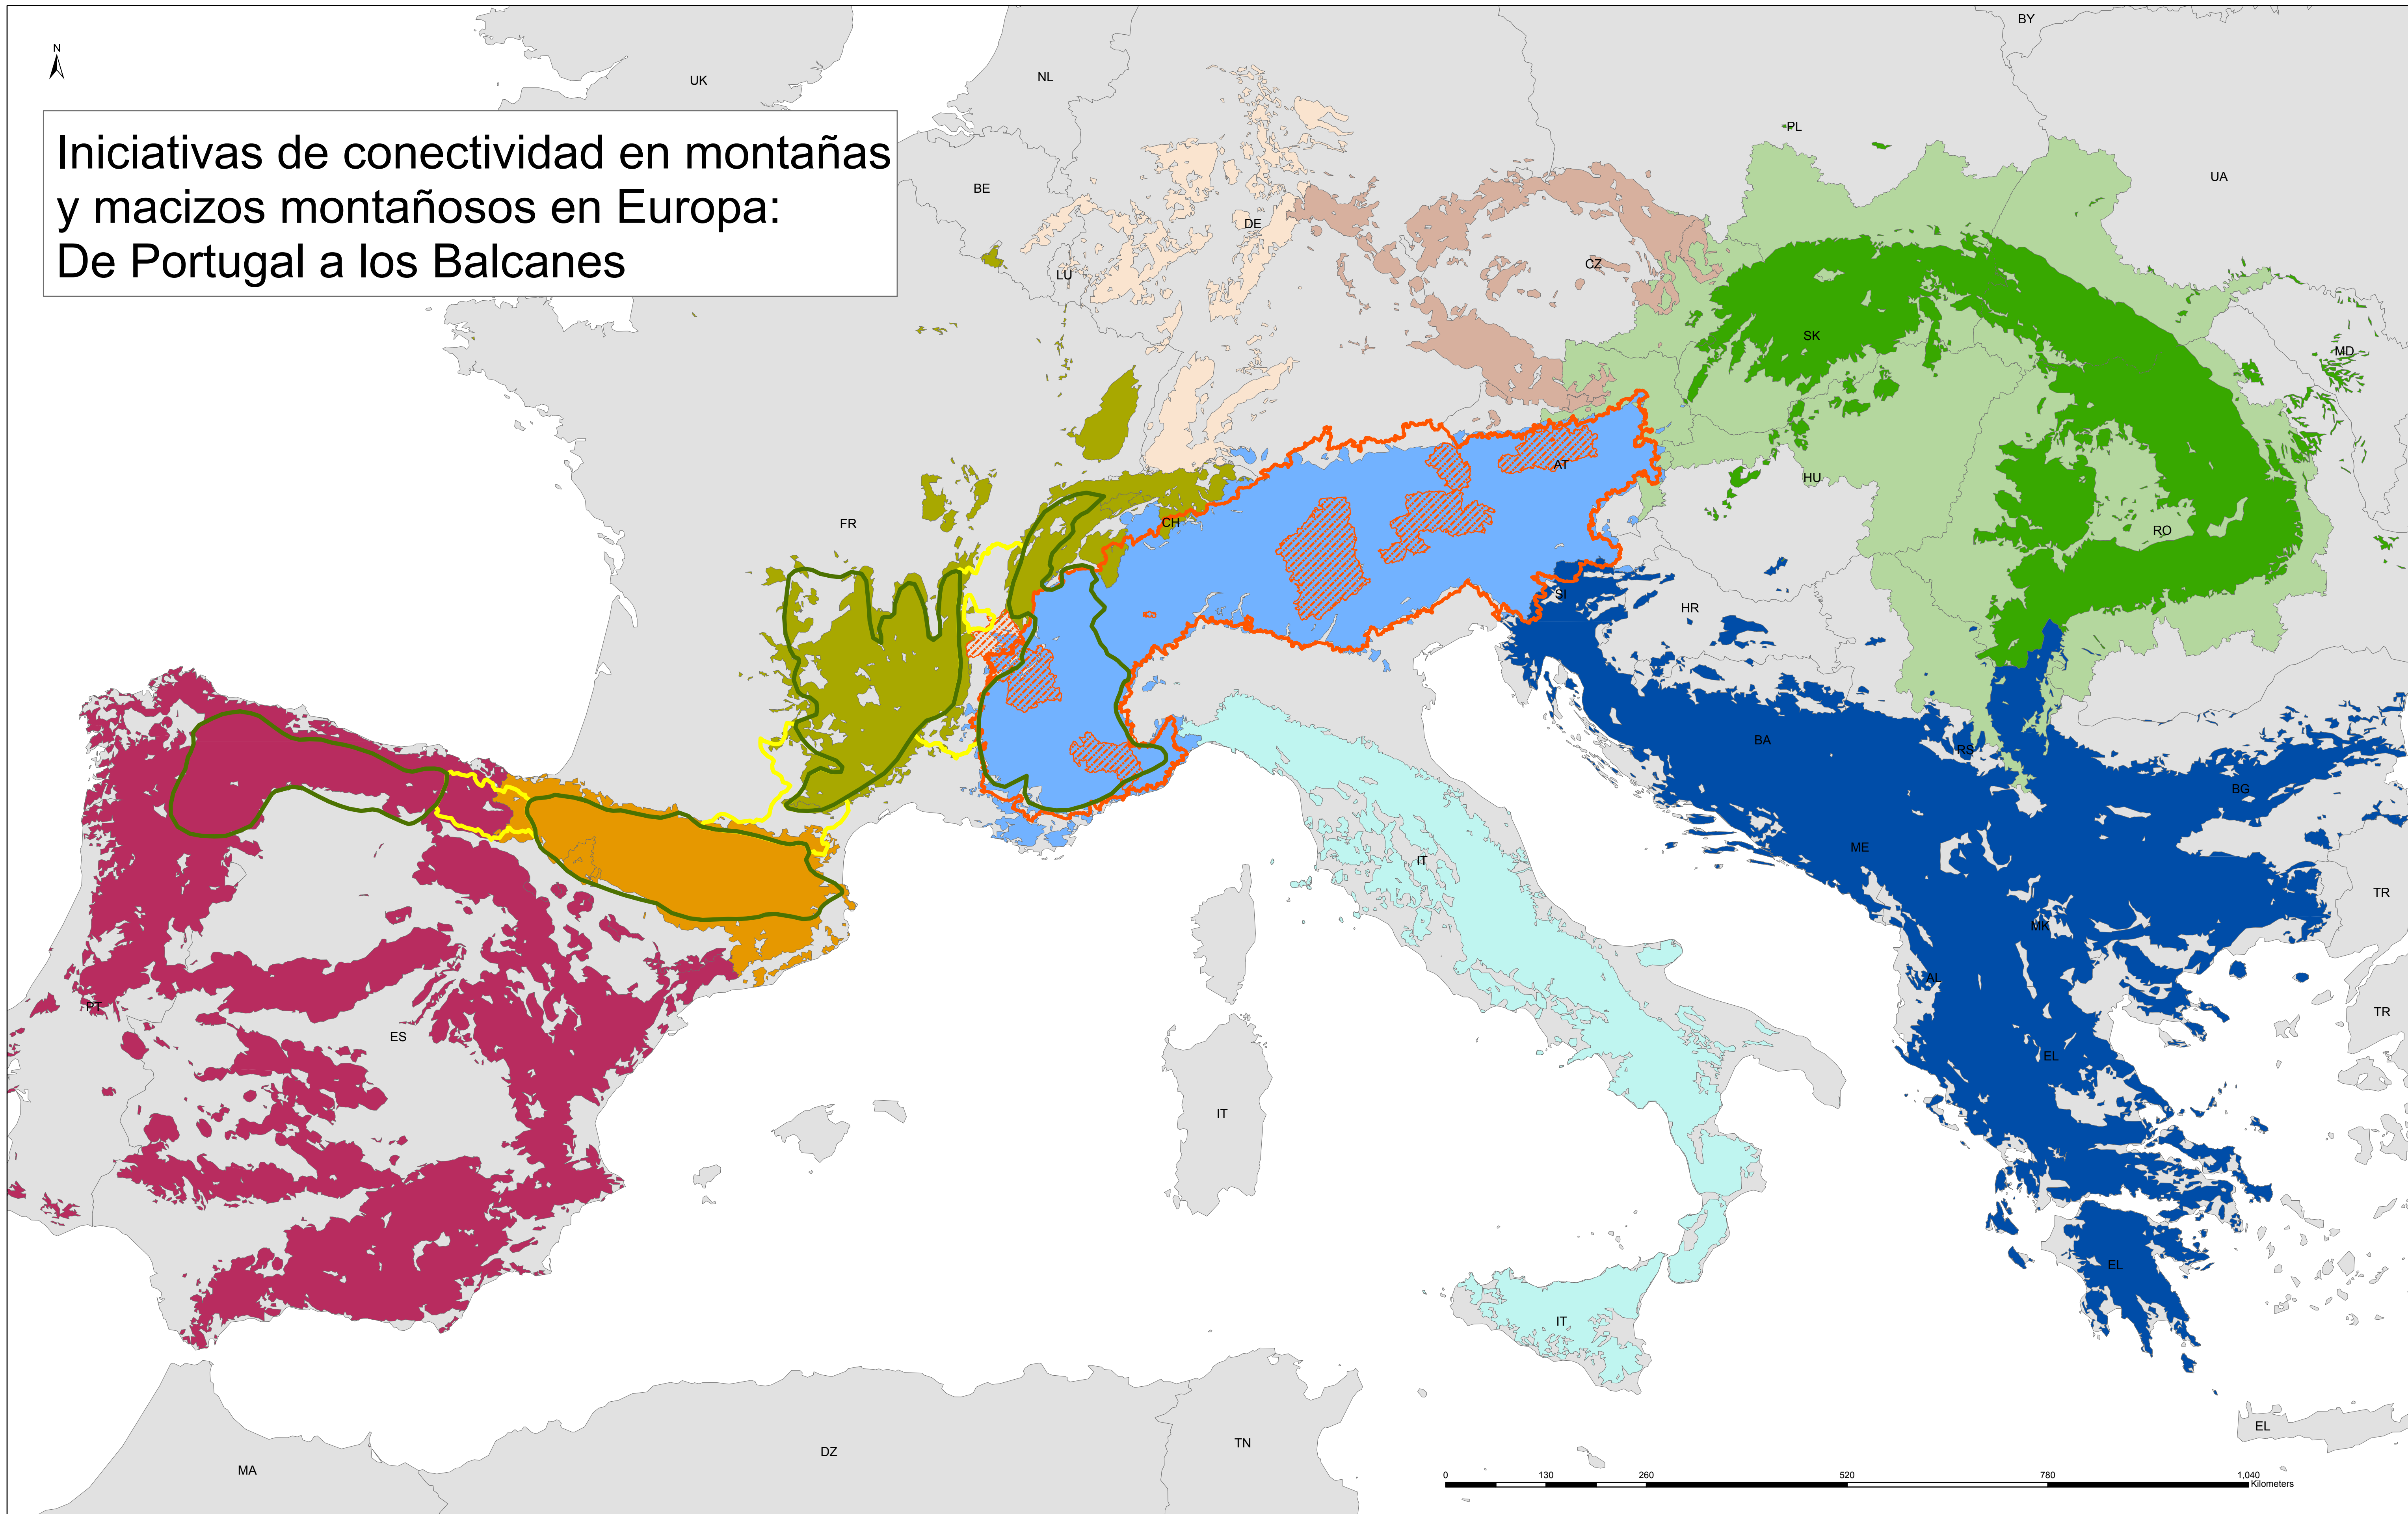 N
BY
UK
NL
Iniciativas de conectividad en montañas
y macizos montañosos en Europa:
De Portugal a los Balcanes
PL
UA
BE
DE
CZ
LU
SK
MD
AT
HU
FR
CH
RO
SI
HR
BA
RS
BG
ME
IT
TR
MK
AL
PT
ES
TR
EL
IT
EL
IT
EL
TN
DZ
MA
0 130 260 520 780 1,040
Kilometers